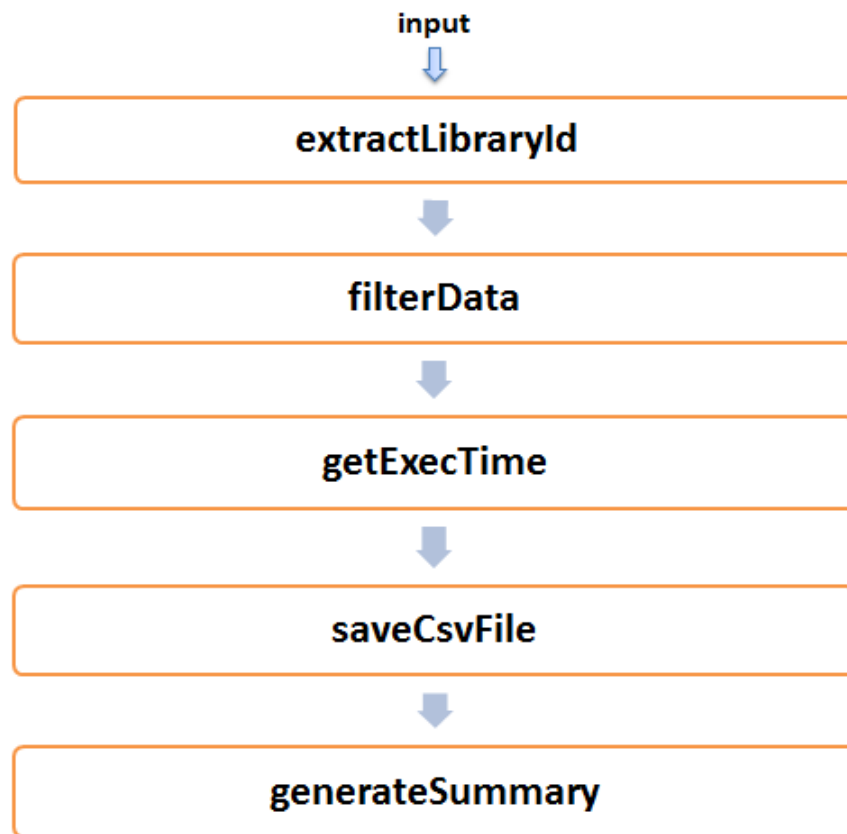 input
extractLibraryId
filterData
getExecTime
saveCsvFile
generateSummary